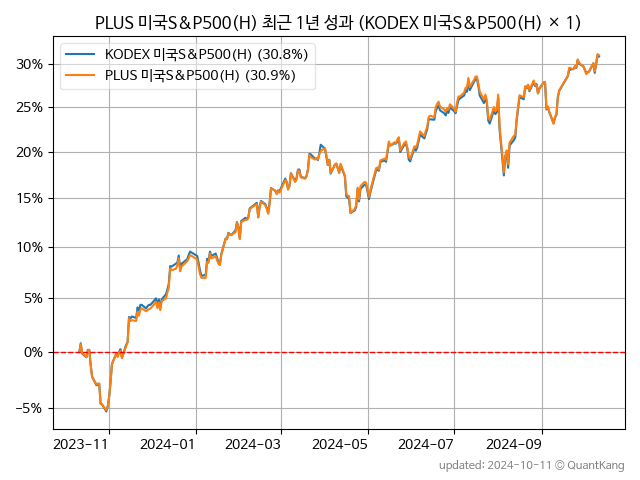 PLUS 미국S&P500(H) 최근 1년 성과 (KODEX 미국S&P500(H) × 1)
KODEX 미국S&P500(H) (30.8%)
PLUS 미국S&P500(H) (30.9%)
30%
25%
20%
15%
10%
5%
0%
−5%
2023-11 2024-01 2024-03 2024-05 2024-07 2024-09
updated: 2024-10-11 © QuantKang